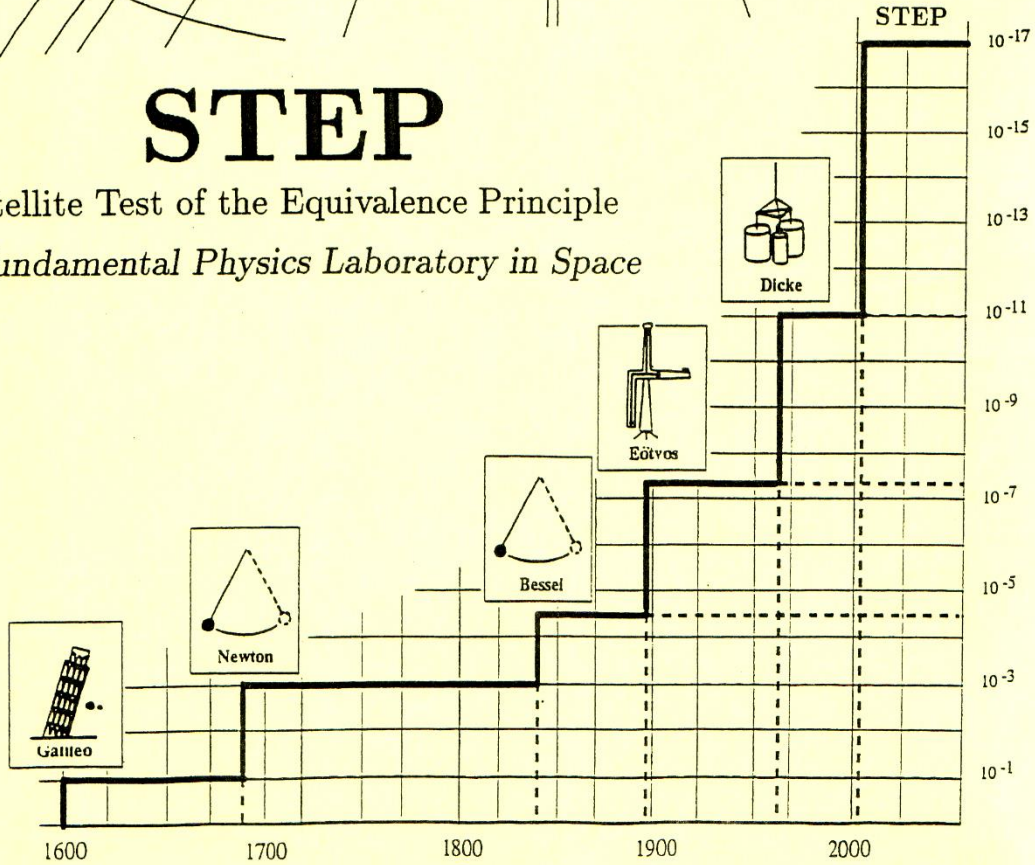 STEP
10 -17
STEP
10 -15
tellite Test of the Equivalence Principle
10 -13
undamental Physics Laboratory in Space
Dicke
10 -11
10 -9
Eötvos
10 -7
Bessel
10 -5
Newton
10 -3
Galileo
10 -1
1600 1700 1800 1900 2000